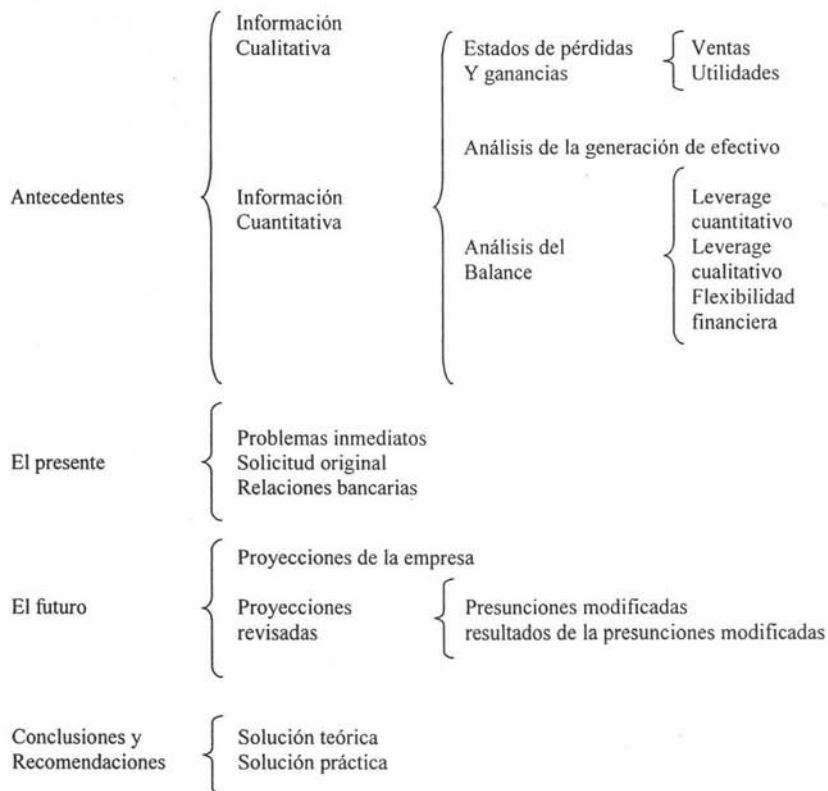 Información
Cualitativa
Estados de pérdidas
Y ganancias
Ventas
Utilidades
Análisis de la generación de efectivo
Antecedentes
Información
Cuantitativa
Análisis del
Balance
Leverage
cuantitativo
Leverage
cualitativo
Flexibilidad
financiera
El presente
Problemas inmediatos
Solicitud original
Relaciones bancarias
El futuro
Proyecciones de la empresa
Proyecciones
revisadas
Presunciones modificadas
resultados de la presunciones modificadas
Conclusiones y
Recomendaciones
Solución teórica
Solución práctica